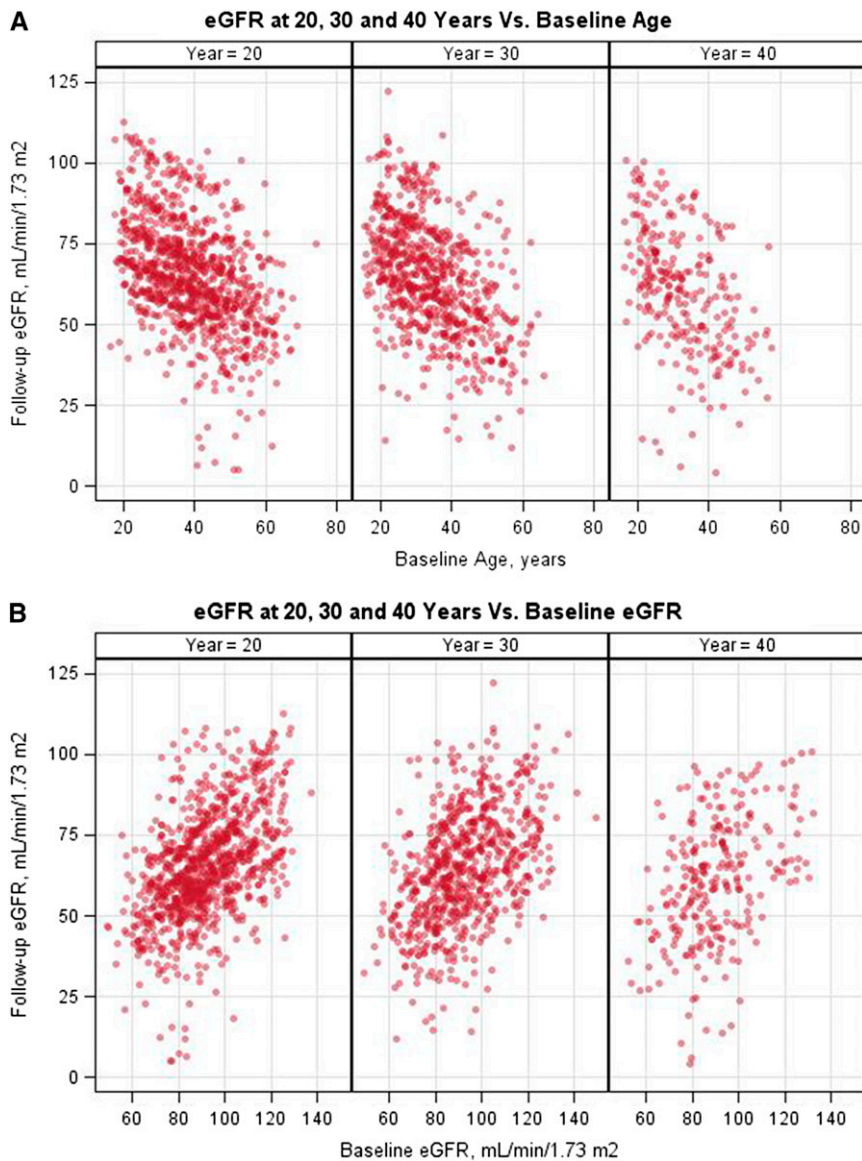 A
eGFR at 20, 30 and 40 Years Vs. Baseline Age
Year = 20 Year = 30 Year = 40
Follow-up eGFR, mL/min/1.73 m2
125
100
75
50
25
0
20 40 60 80 20 40 60 80 20 40 60 80
Baseline Age, years
B
eGFR at 20, 30 and 40 Years Vs. Baseline eGFR
Year = 20 Year = 30 Year = 40
Follow-up eGFR, mL/min/1.73 m2
125
100
75
50
25
0
60 80 100 120 140 60 80 100 120 140 60 80 100 120 140
Baseline eGFR, mL/min/1.73 m2